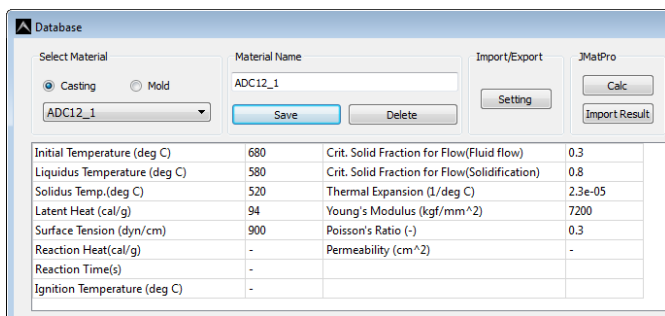 Database
Select Material Material Name Import/Export JMatPro
Casting Mold ADC12_1 Calc
Setting
ADC12_1 Save Delete Import Result
Initial Temperature (deg C) 680 Crit. Solid Fraction for Flow(Fluid flow) 0.3
Liquidus Temperature (deg C) 580 Crit. Solid Fraction for Flow(Solidification) 0.8
Solidus Temp.(deg C) 520 Thermal Expansion (1/deg C) 2.3e-05
Latent Heat (cal/g) 94 Young's Modulus (kgf/mm^2) 7200
Surface Tension (dyn/cm) 900 Poisson's Ratio (-) 0.3
Reaction Heat(cal/g) - Permeability (cm^2) -
Reaction Time(s) -
Ignition Temperature (deg C) -